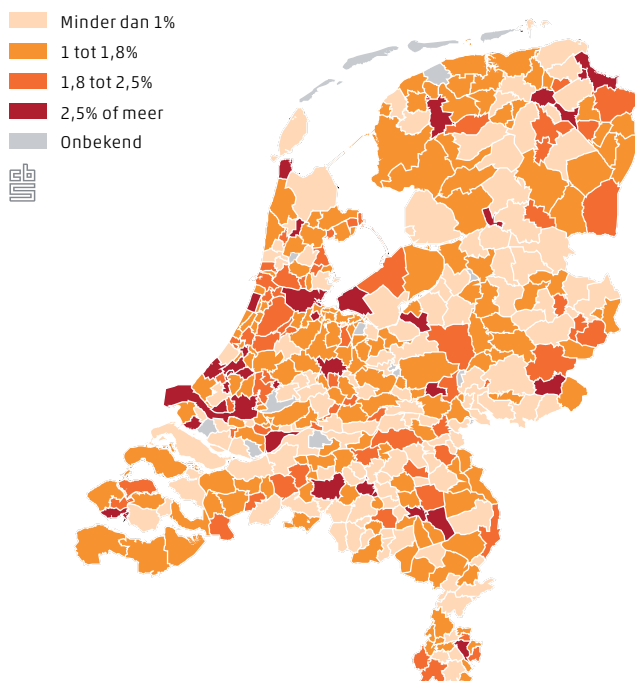 Minder dan 1%
1 tot 1,8%
1,8 tot 2,5%
2,5% of meer
Onbekend